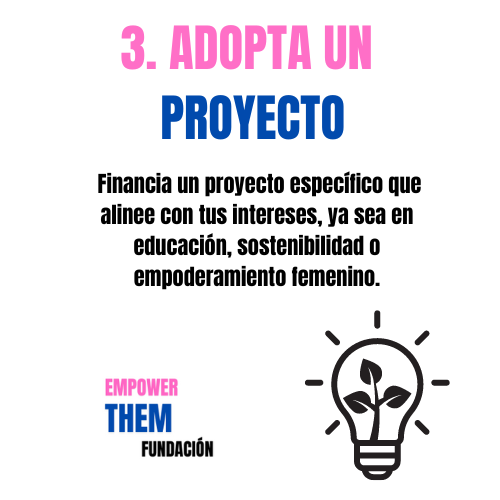 3. ADOPTA UN
PROYECTO
Financia un proyecto específico que
alinee con tus intereses, ya sea en
educación, sostenibilidad o
empoderamiento femenino.
EMPOWER
THEM
FUNDACIÓN